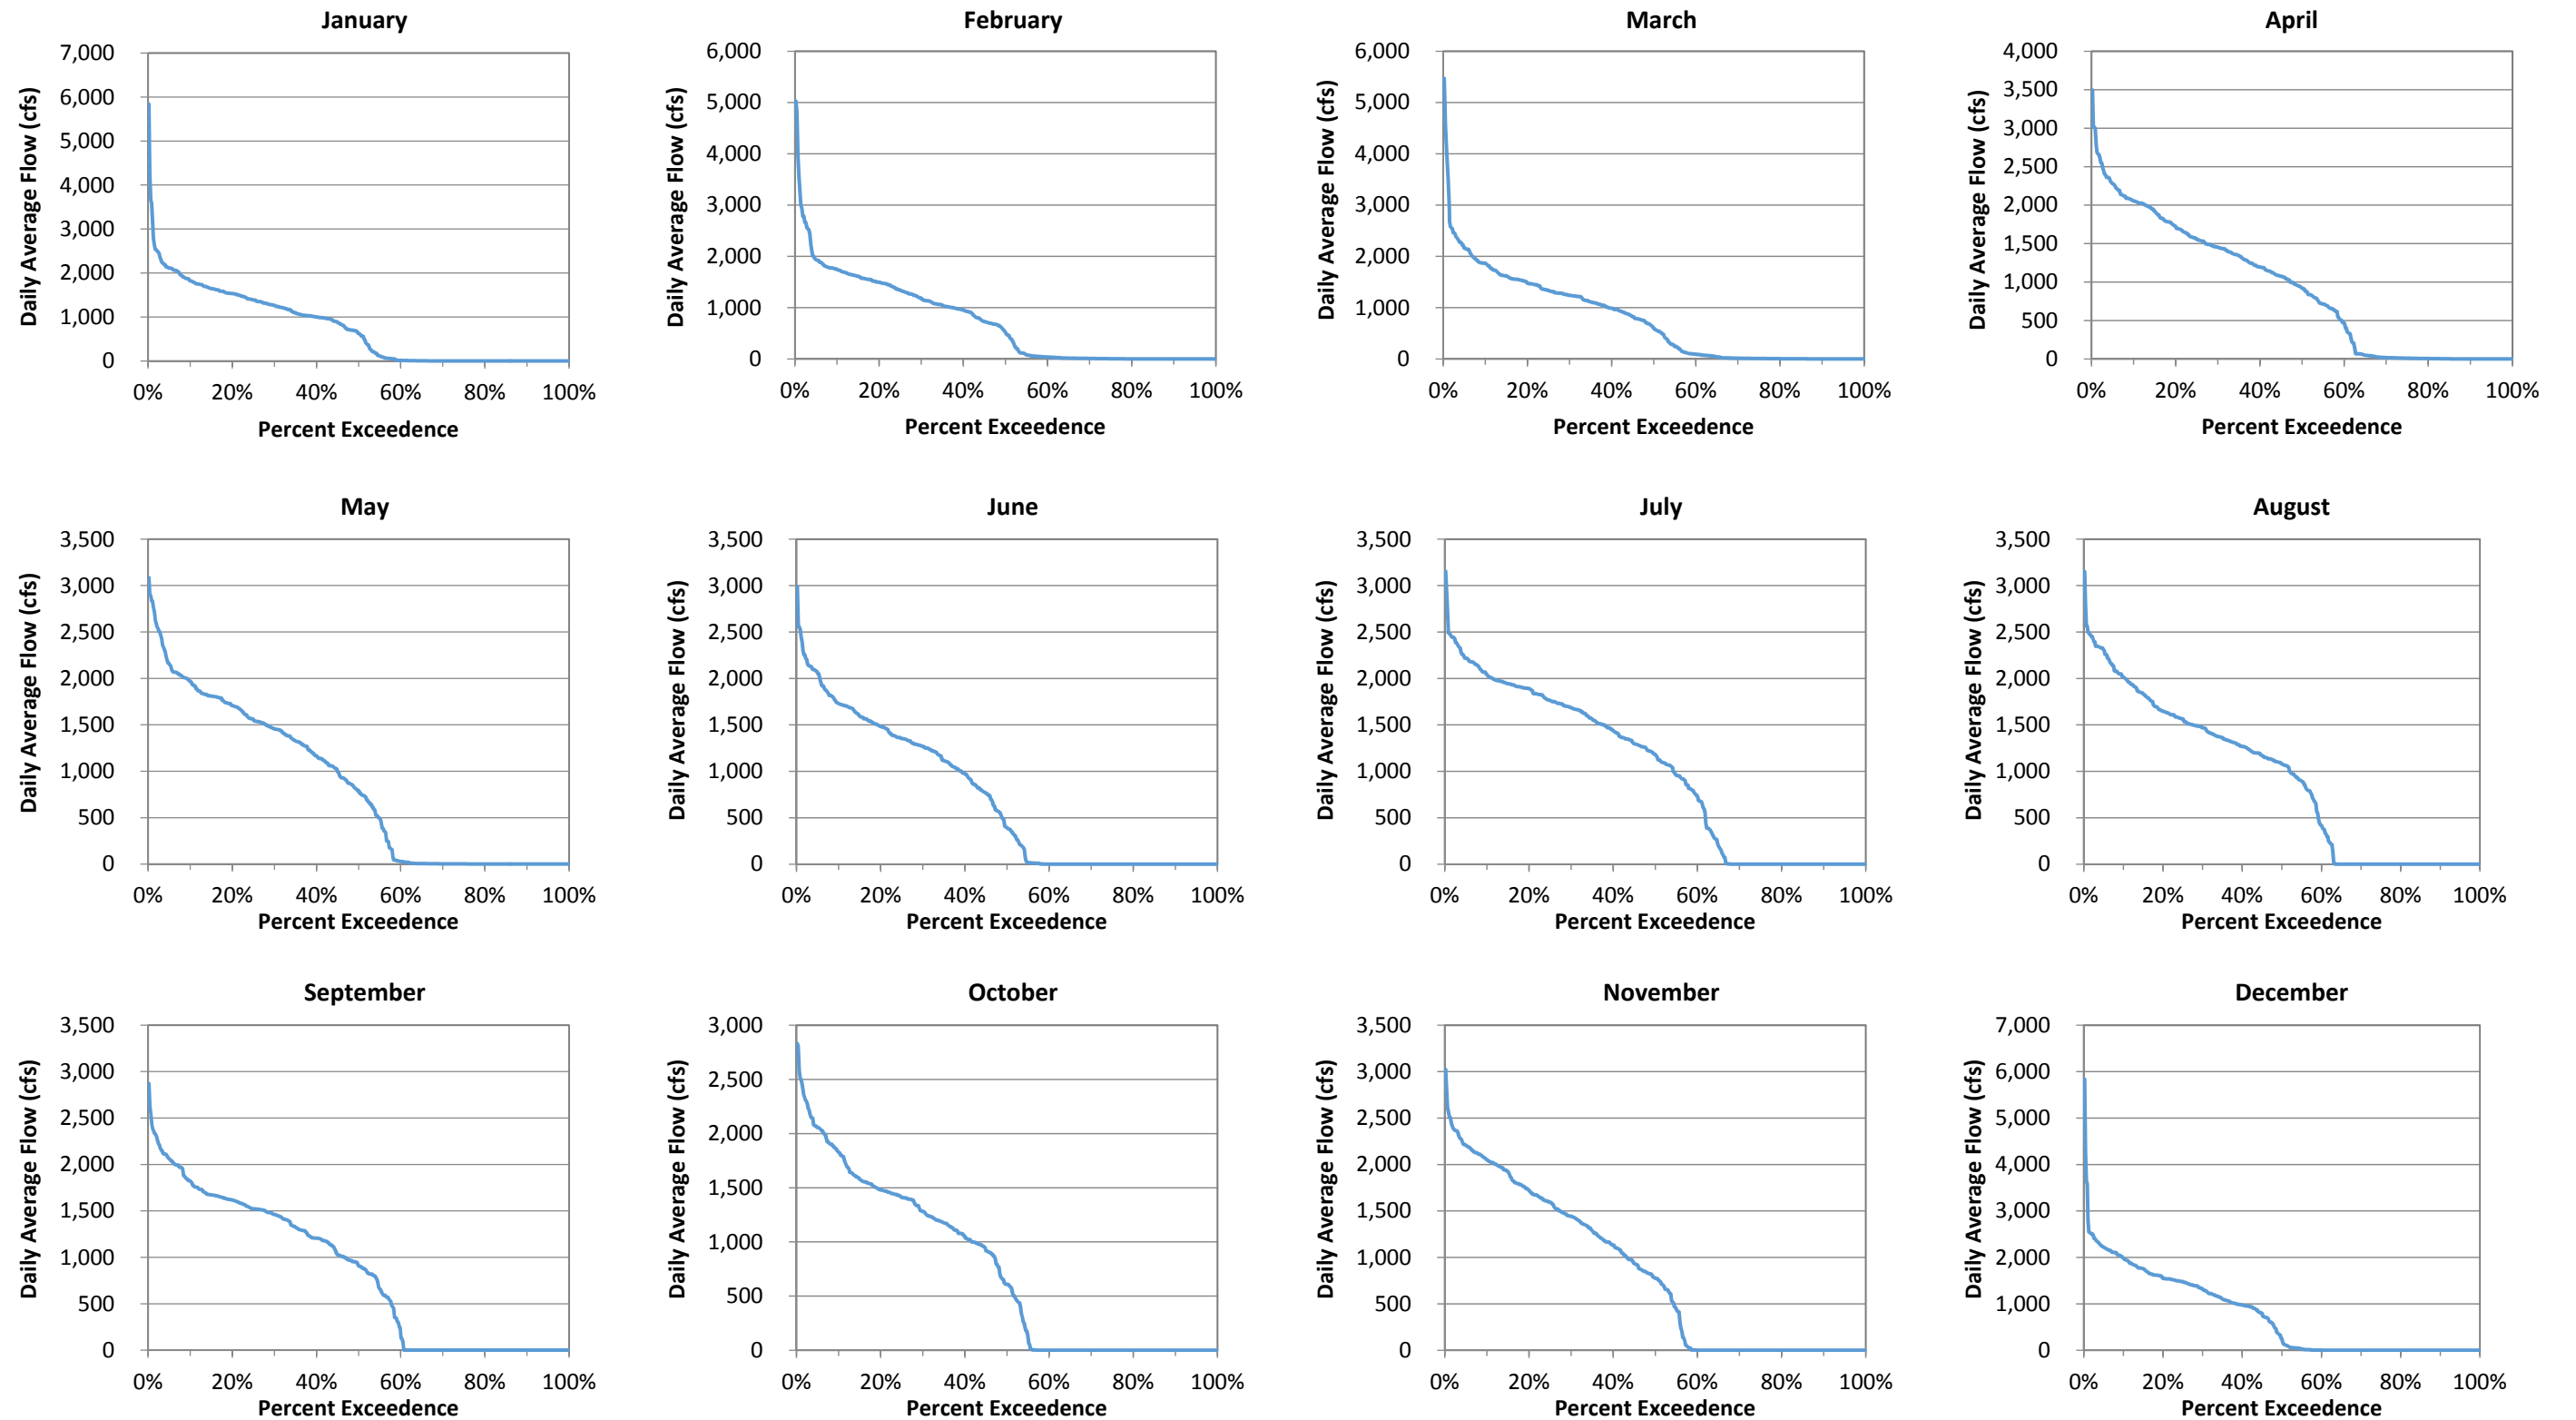 January
7,000
6,000
5,000
4,000
3,000
2,000
1,000
0
Daily Average Flow (cfs)
0% 20% 40% 60% 80% 100%
Percent Exceedence
February
6,000
5,000
4,000
3,000
2,000
1,000
0
Daily Average Flow (cfs)
0% 20% 40% 60% 80% 100%
Percent Exceedence
March
6,000
5,000
4,000
3,000
2,000
1,000
0
Daily Average Flow (cfs)
0% 20% 40% 60% 80% 100%
Percent Exceedence
April
4,000
3,500
3,000
2,500
2,000
1,500
1,000
500
0
Daily Average Flow (cfs)
0% 20% 40% 60% 80% 100%
Percent Exceedence
May
3,500
3,000
2,500
2,000
1,500
1,000
500
0
Daily Average Flow (cfs)
0% 20% 40% 60% 80% 100%
Percent Exceedence
June
3,500
3,000
2,500
2,000
1,500
1,000
500
0
Daily Average Flow (cfs)
0% 20% 40% 60% 80% 100%
Percent Exceedence
July
3,500
3,000
2,500
2,000
1,500
1,000
500
0
Daily Average Flow (cfs)
0% 20% 40% 60% 80% 100%
Percent Exceedence
August
3,500
3,000
2,500
2,000
1,500
1,000
500
0
Daily Average Flow (cfs)
0% 20% 40% 60% 80% 100%
Percent Exceedence
September
3,500
3,000
2,500
2,000
1,500
1,000
500
0
Daily Average Flow (cfs)
0% 20% 40% 60% 80% 100%
Percent Exceedence
October
3,000
2,500
2,000
1,500
1,000
500
0
Daily Average Flow (cfs)
0% 20% 40% 60% 80% 100%
Percent Exceedence
November
3,500
3,000
2,500
2,000
1,500
1,000
500
0
Daily Average Flow (cfs)
0% 20% 40% 60% 80% 100%
Percent Exceedence
December
7,000
6,000
5,000
4,000
3,000
2,000
1,000
0
Daily Average Flow (cfs)
0% 20% 40% 60% 80% 100%
Percent Exceedence